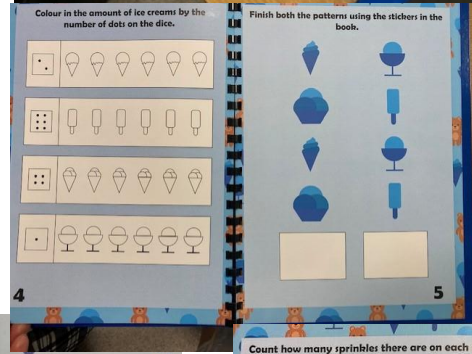 Colour in the amount of ice creams by the
number of dots on the dice.
4
Finish both the patterns using the stickers in the
book.
5
Count how many sprinkles there are on each